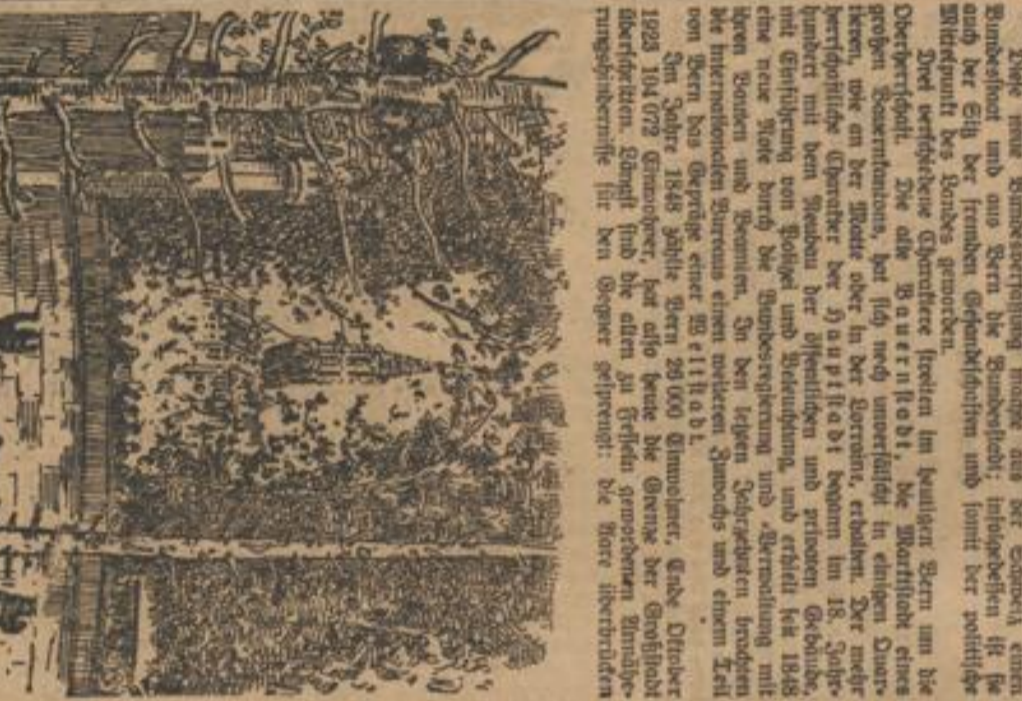 Diese neue Bundesverfassung machte aus der Schweiz einen
Bundesstaat und aus Bern die Bundesstadt; infolgedessen ist sie
auch der Sitz der fremden Gesandtschaften und somit der politische
Mittelpunkt des Landes geworden.
Drei verschiedene Charaktere streiten im heutigen Bern um die
Oberherrschaft. Die alte Bauernstadt, die Marktstadt eines
großen Bauernkantons, hat sich noch unverfälscht in einigen Quar-
tieren, wie an der Matte oder in der Lorraine, erhalten. Der mehr
herrschaftliche Charakter der Hauptstadt begann im 18. Jahr-
hundert mit dem Neubau der öffentlichen und privaten Gebäude,
mit Einführung von Polizei und Beleuchtung, und erhielt seit 1848
eine neue Note durch die Bundesregierung und -Verwaltung mit
ihren Bauten und Beamten. In den letzten Jahrzehnten brachten
die internationalen Bureaus einen weiteren Zuwachs und einem Teil
von Bern das Gepräge einer Weltstadt.
Im Jahre 1848 zählte Bern 26 000 Einwohner, Ende Oktober
1923 104 072 Einwohner, hat also heute die Grenze der Großstadt
überschritten. Längst sind die alten zu Fesseln gewordenen Annähe-
rungshindernisse für den Gegner gesprengt: die Aare überbrücken